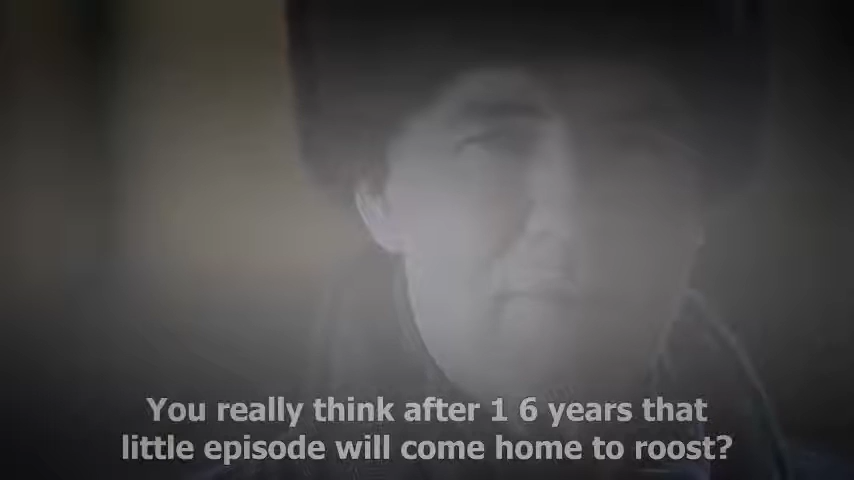 You really think after 1 6 years that
little episode will come home to roost?